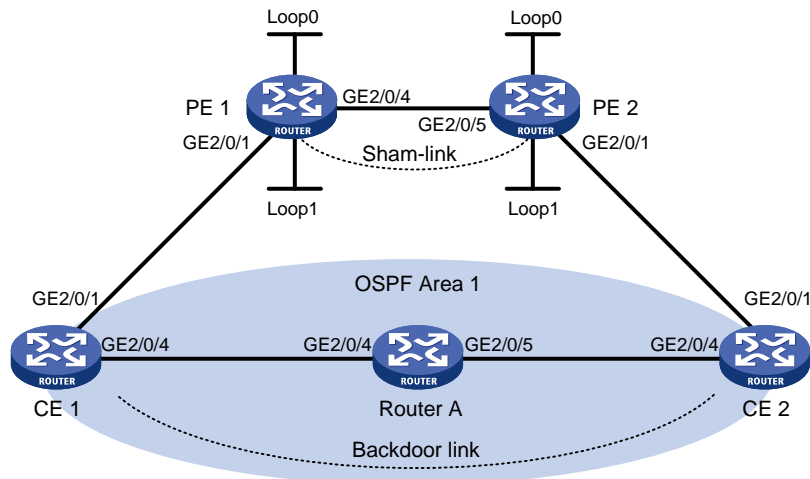 Loop0
Loop0
PE 1
GE2/0/4
PE 2
ROUTER
GE2/0/5
ROUTER
GE2/0/1
GE2/0/1
Sham-link
Loop1
Loop1
OSPF Area 1
GE2/0/1
GE2/0/1
GE2/0/4
GE2/0/4
GE2/0/5
GE2/0/4
ROUTER
ROUTER
ROUTER
CE 1
Router A
CE 2
Backdoor link